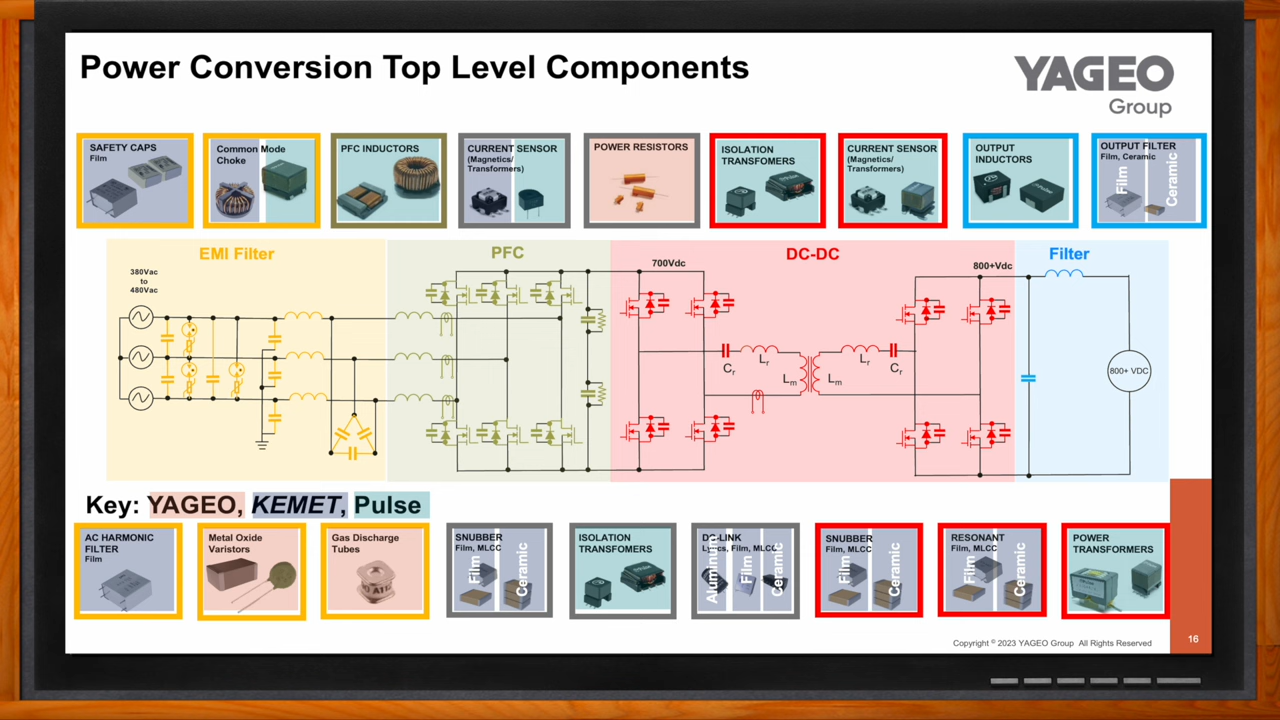 Power Conversion Top Level Components
YAGEO
Group
SAFETY CAPS
Film
Common Mode
Choke
PFC INDUCTORS
CURRENT SENSOR
(Magnetics/
Transformers)
POWER RESISTORS
ISOLATION
TRANSFOMERS
CURRENT SENSOR
(Magnetics/
Transformers)
OUTPUT
INDUCTORS
OUTPUT FILTER
Film, Ceramic
Film
Ceramic
EMI Filter
PFC
DC-DC
Filter
380Vac
to
480Vac
700Vdc
800+Vdc
Cr
Lr
Lm
Lm
Lr
Cr
800+ VDC
Key: YAGEO, KEMET, Pulse
AC HARMONIC
FILTER
Film
Metal Oxide
Varistors
Gas Discharge
Tubes
SNUBBER
Film, MLCC
Film
Ceramic
ISOLATION
TRANSFOMERS
DC-LINK
Film, MLCC
Aluminum
Film
Ceramic
SNUBBER
Film, MLCC
Film
Ceramic
RESONANT
Film, MLCC
Film
Ceramic
POWER
TRANSFORMERS
Copyright © 2023 YAGEO Group All Rights Reserved
16